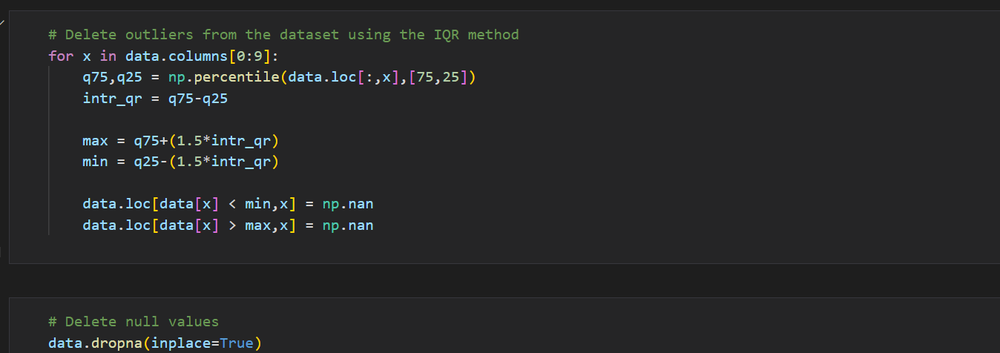 # Delete outliers from the dataset using the IQR method
for x in data.columns[0:9]:
    q75,q25 = np.percentile(data.loc[:,x],[75,25])
    intr_qr = q75-q25

    max = q75+(1.5*intr_qr)
    min = q25-(1.5*intr_qr)

    data.loc[data[x] < min,x] = np.nan
    data.loc[data[x] > max,x] = np.nan

# Delete null values
data.dropna(inplace=True)